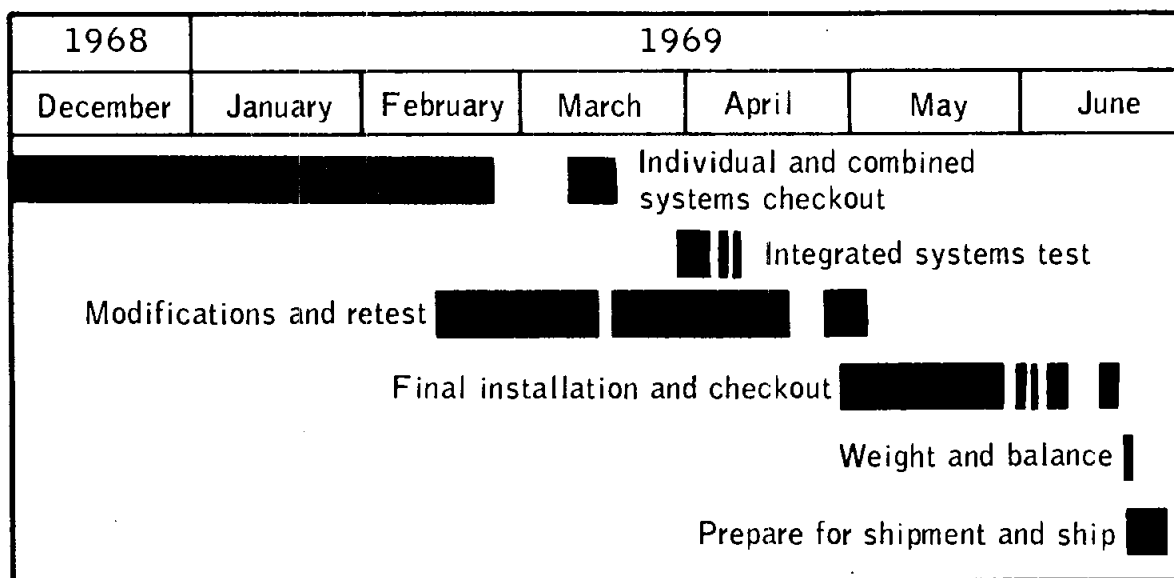 1968 1969
December January February March April May June
Individual and combined
systems checkout
Integrated systems test
Modifications and retest
Final installation and checkout
Weight and balance
Prepare for shipment and ship